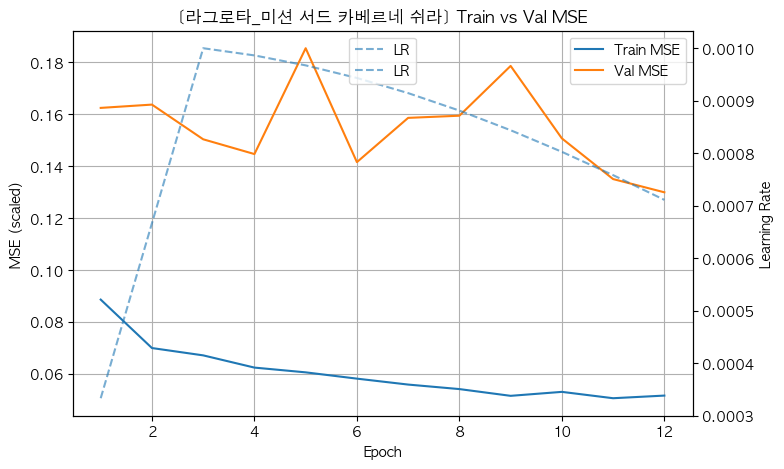 [라그로타_미션 서드 카베르네 쉬라] Train vs Val MSE
LR
LR
Train MSE
Val MSE
MSE (scaled)
0.18
0.16
0.14
0.12
0.10
0.08
0.06
0.0010
0.0009
0.0008
0.0007
0.0006
0.0005
0.0004
0.0003
Learning Rate
2
4
6
8
10
12
Epoch